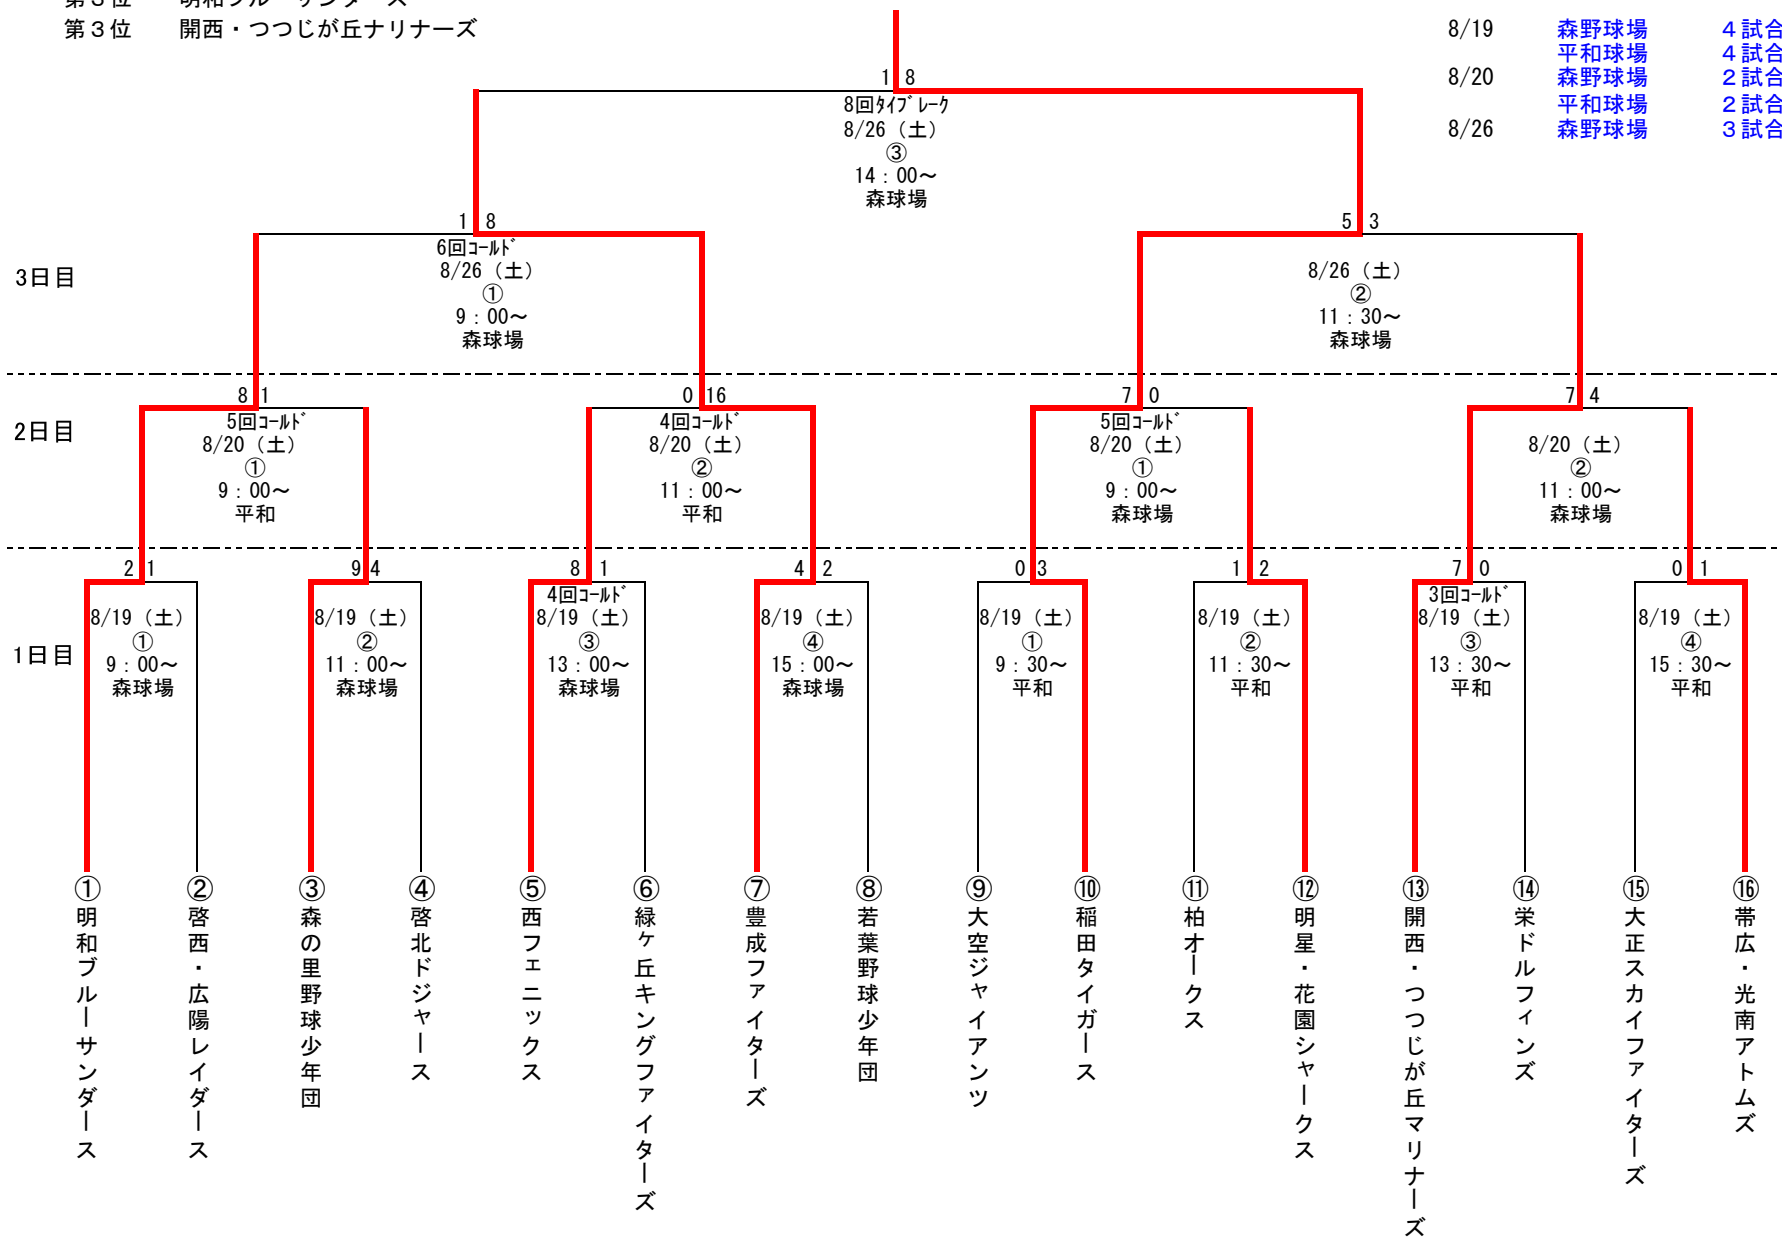 第３位　　明和ブルーサンダース
第３位　　開西・つつじが丘ナリナーズ
8/19　森野球場　４試合
平和球場　４試合
8/20　森野球場　２試合
平和球場　２試合
8/26　森野球場　３試合
1 8
8回ﾀｲﾌﾞﾚｰｸ
8/26（土）
③
14：00～
森球場
3日目
1 8
6回ｺｰﾙﾄﾞ
8/26（土）
①
9：00～
森球場
5 3
8/26（土）
②
11：30～
森球場
2日目
8 1
5回ｺｰﾙﾄﾞ
8/20（土）
①
9：00～
平和
0 16
4回ｺｰﾙﾄﾞ
8/20（土）
②
11：00～
平和
7 0
5回ｺｰﾙﾄﾞ
8/20（土）
①
9：00～
森球場
7 4
8/20（土）
②
11：00～
森球場
1日目
2 1
8/19（土）
①
9：00～
森球場
9 4
8/19（土）
②
11：00～
森球場
8 1
4回ｺｰﾙﾄﾞ
8/19（土）
③
13：00～
森球場
4 2
8/19（土）
④
15：00～
森球場
0 3
8/19（土）
①
9：30～
平和
1 2
8/19（土）
②
11：30～
平和
7 0
3回ｺｰﾙﾄﾞ
8/19（土）
③
13：30～
平和
0 1
8/19（土）
④
15：30～
平和
①明和ブルーサンダース
②啓西・広陽レイダース
③森の里野球少年団
④啓北ドジャース
⑤西フェニックス
⑥緑ヶ丘キングファイターズ
⑦豊成ファイターズ
⑧若葉野球少年団
⑨大空ジャイアンツ
⑩稲田タイガース
⑪柏オークス
⑫明星・花園シャークス
⑬開西・つつじが丘マリナーズ
⑭栄ドルフィンズ
⑮大正スカイファイターズ
⑯帯広・光南アトムズ